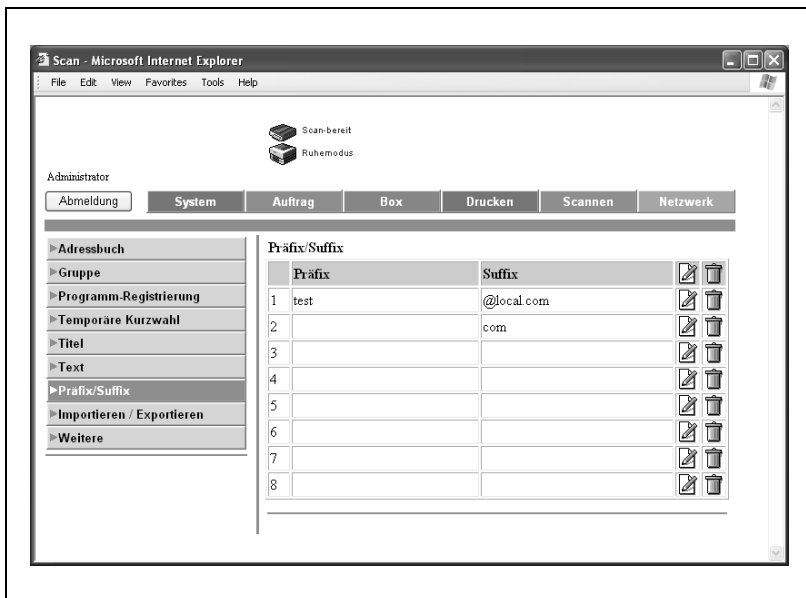 Scan - Microsoft Internet Explorer
File Edit View Favorites Tools Help
Scan-bereit
Ruhemodus
Administrator
Abmeldung System Auftrag Box Drucken Scannen Netzwerk
Adressbuch
Gruppe
Programm-Registrierung
Temporäre Kurzwahl
Titel
Text
Präfix/Suffix
Importieren / Exportieren
Weitere
Präfix/Suffix
Präfix Suffix
1 test @local.com
2 com
3
4
5
6
7
8